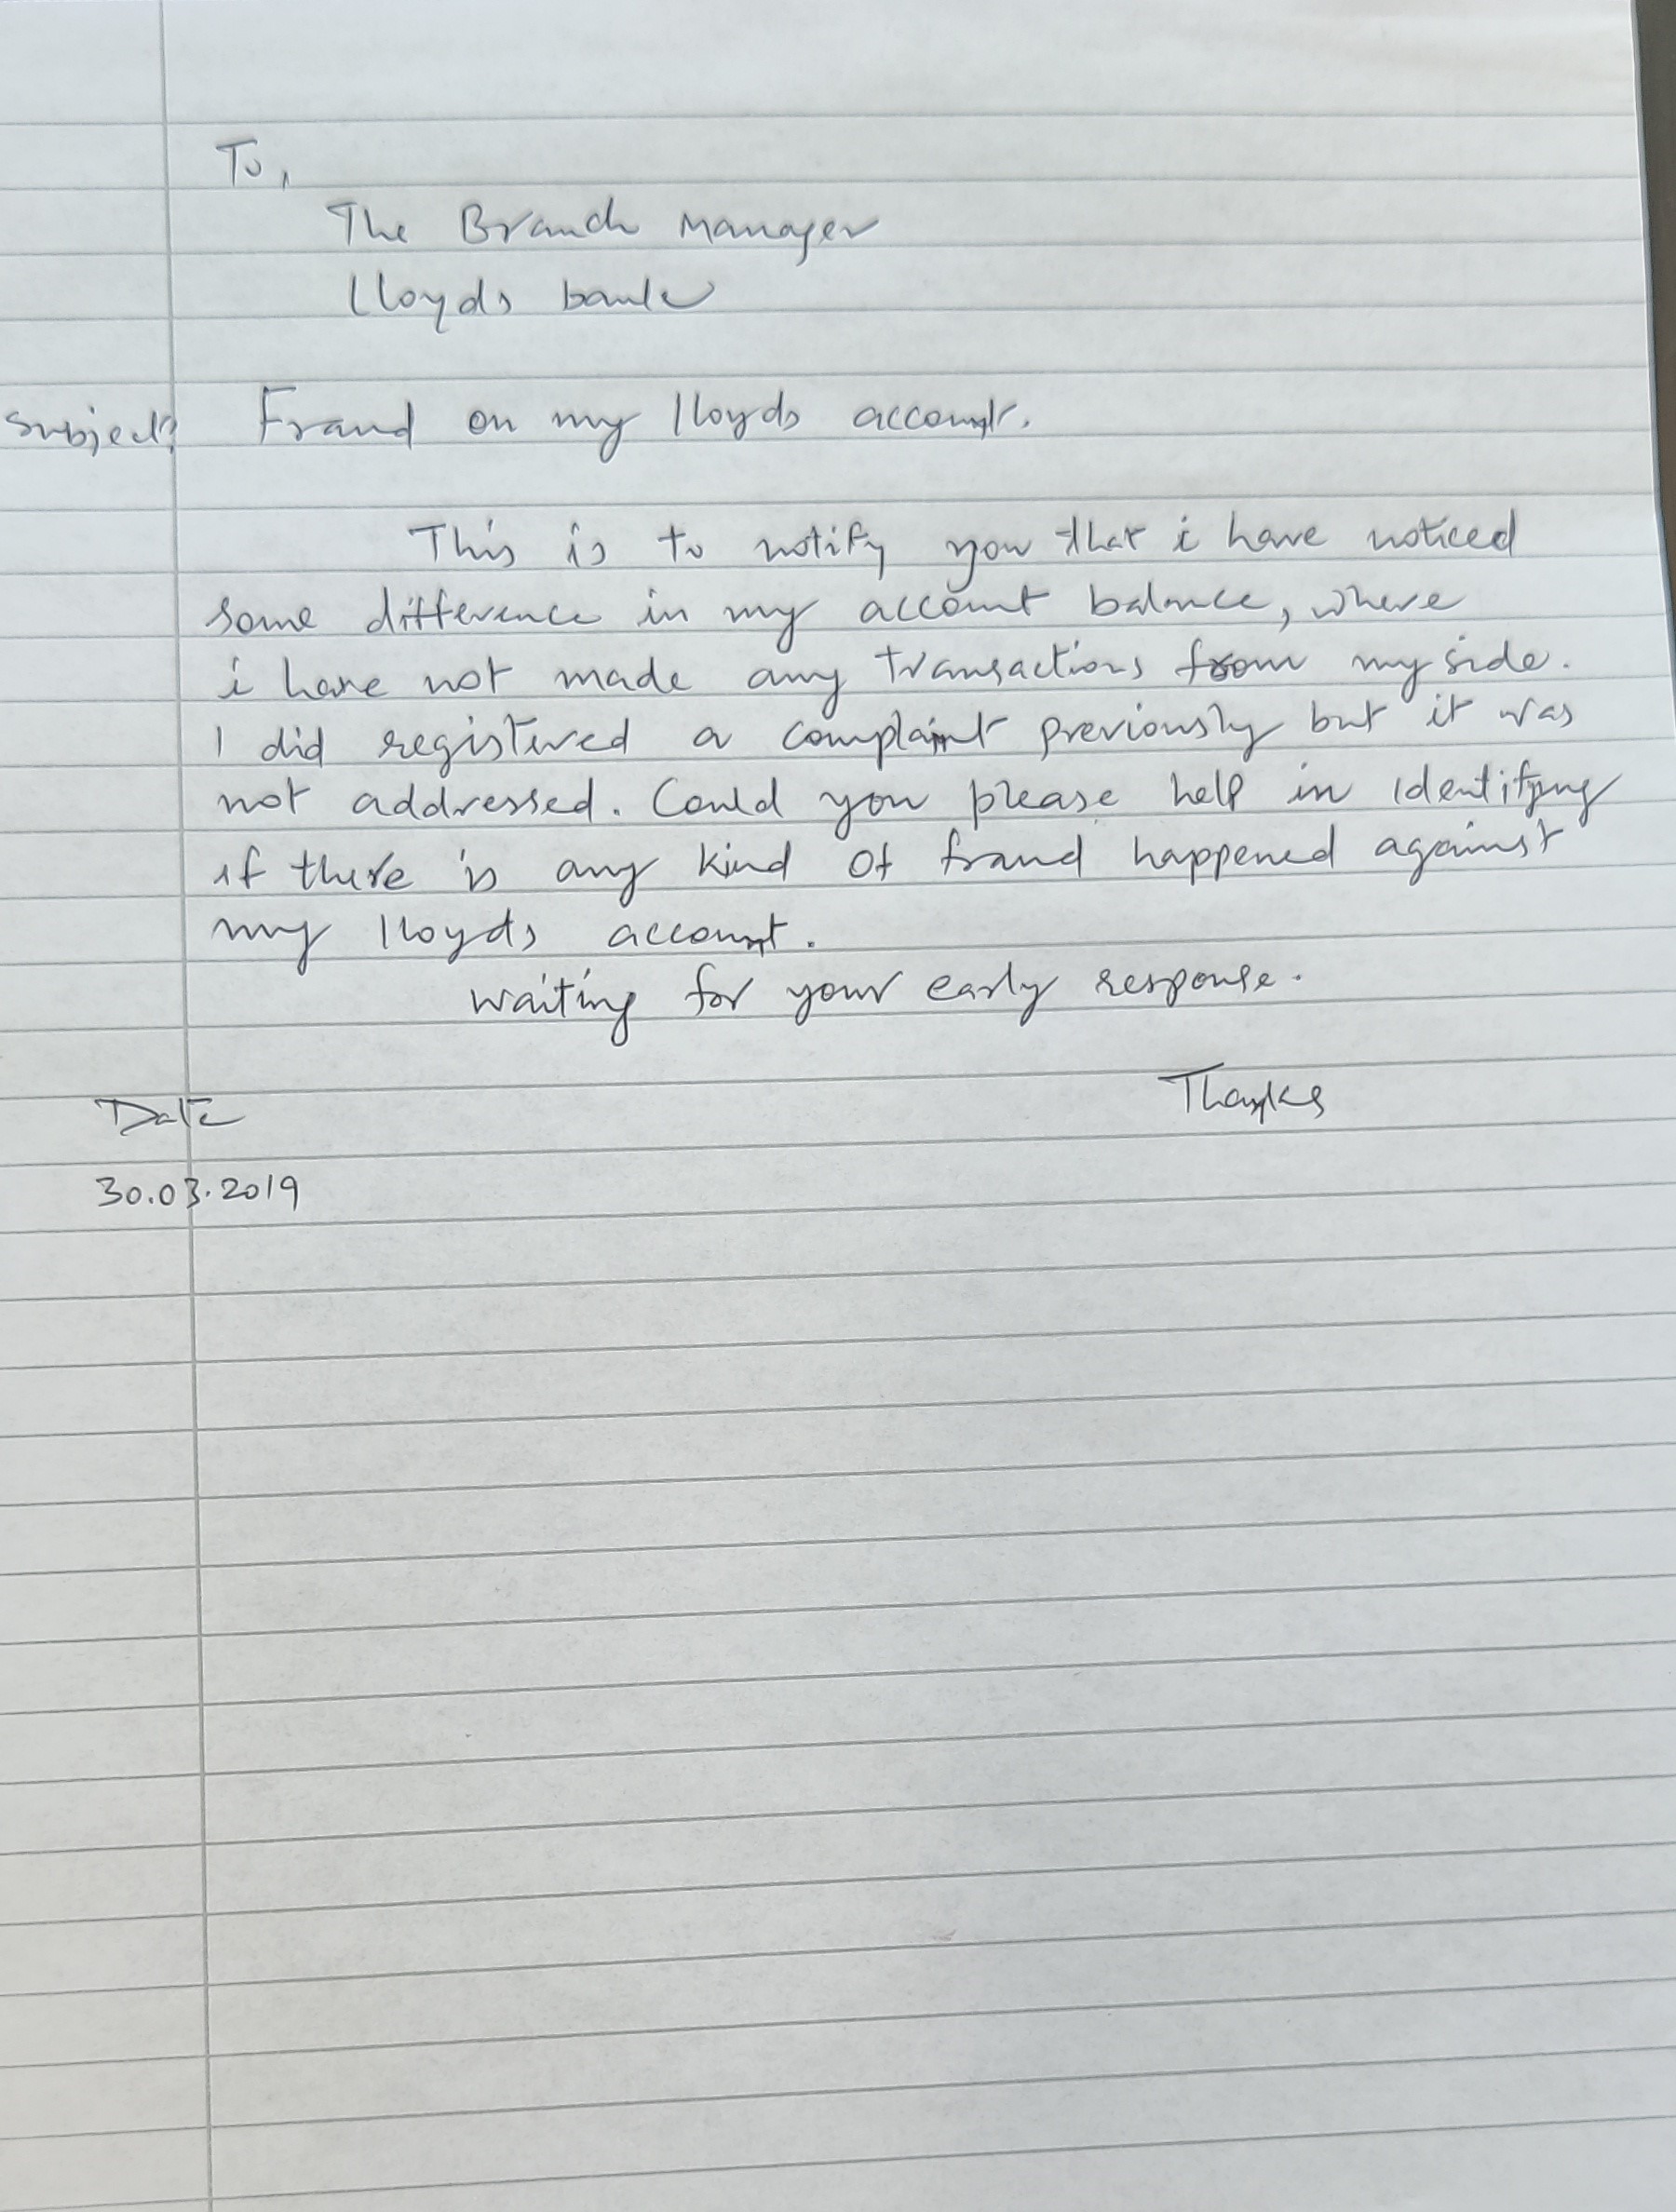 To,
The Branch Manager
Lloyds bank
Subject: Fraud on my lloyds account.
This is to notify you that i have noticed
some difference in my account balance, where
i have not made any transactions from my side.
I did registered a complaint previously but it was
not addressed. Could you please help in identifying
if there is any kind of fraud happened against
my lloyds account.
waiting for your early response.
Thanks
Date
30.03.2019